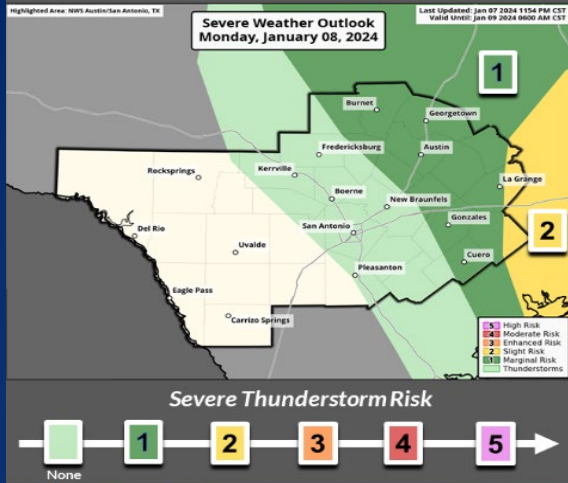 Highlighted Area: NWS Austin/San Antonio, TX
Severe Weather Outlook
Monday, January 08, 2024
Last Updated: Jan 07 2024 1154 PM CST
Valid Until: Jan 09 2024 0600 AM CST
1
Burnet
Georgetown
Fredericksburg
Austin
Rocksprings
Kerrville
La Grange
Boerne
New Braunfels
Gonzales
2
San Antonio
Del Rio
Uvalde
Cuero
Pleasanton
Eagle Pass
Carrizo Springs
5 High Risk
4 Moderate Risk
3 Enhanced Risk
2 Slight Risk
1 Marginal Risk
Thunderstorms
Severe Thunderstorm Risk
1 2 3 4 5
None